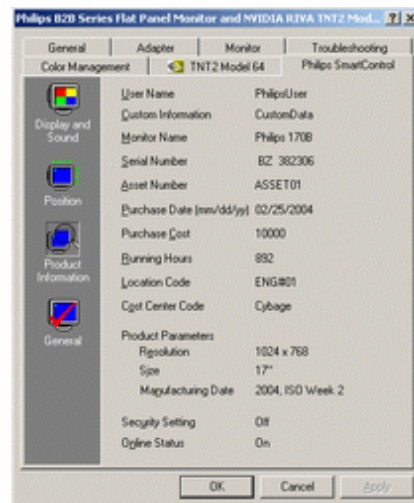 Philips B2B Series Flat Panel Monitor and NVIDIA RIVA TNT2 Mod...
General Adapter Monitor Troubleshooting
Color Management TNT2 Model 64 Philips SmartControl
Display and Sound
Position
Product Information
General
User Name PhilipsUser
Custom Information CustomData
Monitor Name Philips 170B
Serial Number BZ 382306
Asset Number ASSET01
Purchase Date (mm/dd/yy) 02/25/2004
Purchase Cost 10000
Running Hours 892
Location Code ENG#01
Cost Center Code Cybage
Product Parameters
Resolution 1024 x 768
Size 17"
Manufacturing Date 2004, ISO Week 2
Security Setting Off
Online Status On
OK Cancel Apply